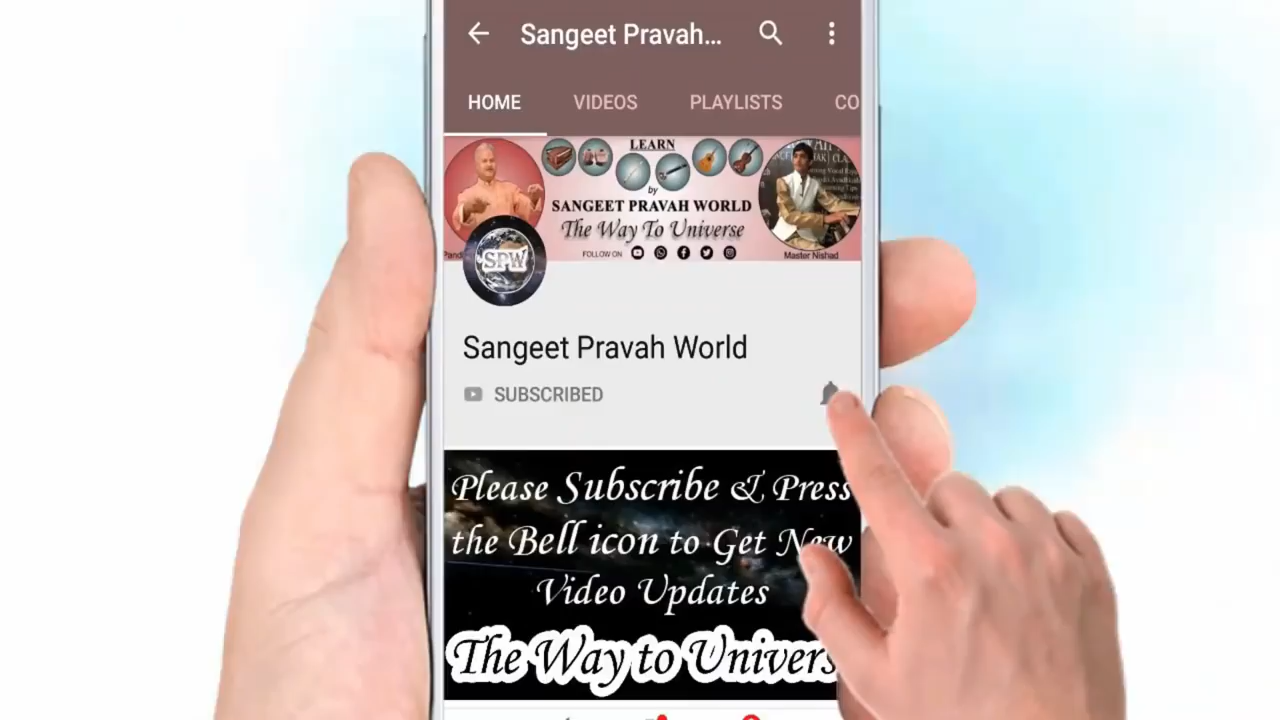 Sangeet Pravah...
HOME VIDEOS PLAYLISTS CO
LEARN
by
SANGEET PRAVAH WORLD
The Way To Universe
FOLLOW ON
Master Nishad
SPW
Sangeet Pravah World
SUBSCRIBED
Please Subscribe & Press
the Bell icon to Get New
Video Updates
The Way to Univers